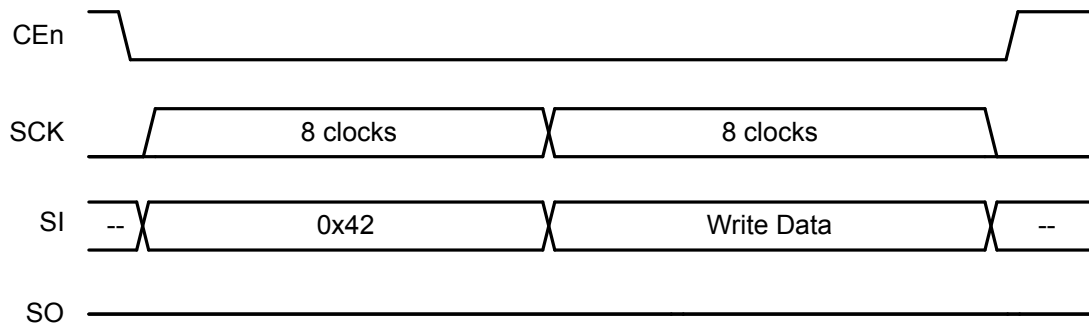 CEn
SCK 8 clocks 8 clocks
SI -- 0x42 Write Data --
SO